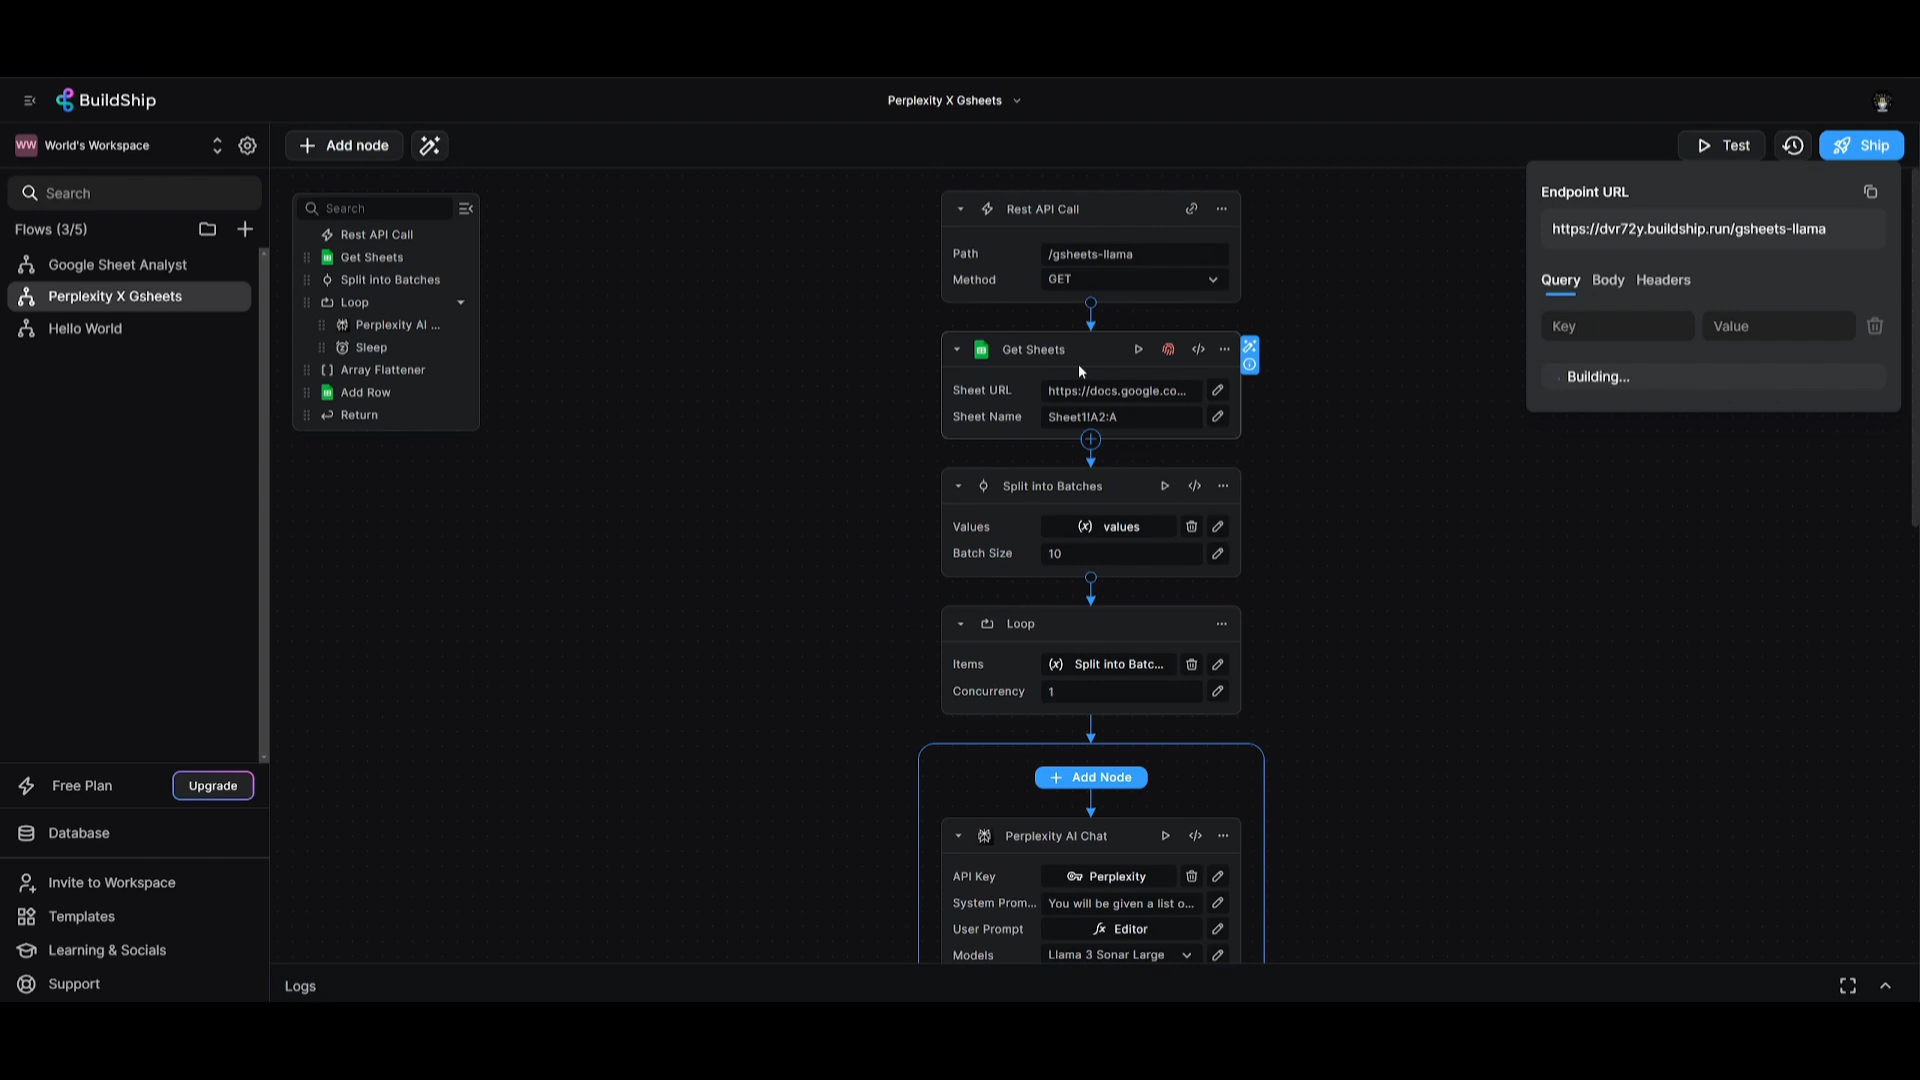 BuildShip
Perplexity X Gsheets
WW World's Workspace
Add node
Test
Ship
Search
Flows (3/5)
Google Sheet Analyst
Perplexity X Gsheets
Hello World
Free Plan
Upgrade
Database
Invite to Workspace
Templates
Learning & Socials
Support
Search
Rest API Call
Get Sheets
Split into Batches
Loop
Perplexity AI ...
Sleep
Array Flattener
Add Row
Return
Rest API Call
Path /gsheets-llama
Method GET
Get Sheets
Sheet URL https://docs.google.co...
Sheet Name Sheet1!A2:A
Split into Batches
Values (x) values
Batch Size 10
Loop
Items (x) Split into Batc...
Concurrency 1
Add Node
Perplexity AI Chat
API Key Perplexity
System Prom... You will be given a list o...
User Prompt fx Editor
Models Llama 3 Sonar Large
Endpoint URL
https://dvr72y.buildship.run/gsheets-llama
Query Body Headers
Key Value
Building...
Logs